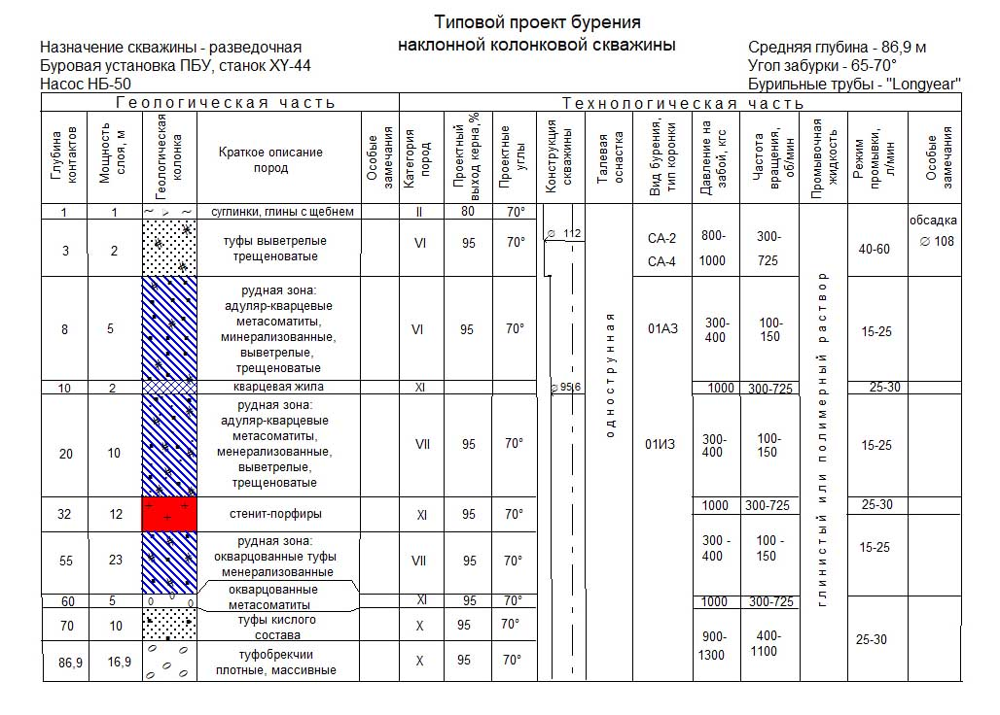 Типовой проект бурения
наклонной колонковой скважины
Назначение скважины - разведочная
Буровая установка ПБУ, станок XY-44
Насос НБ-50
Средняя глубина - 86,9 м
Угол забурки - 65-70°
Бурильные трубы - "Longyear"
Геологическая часть
Технологическая часть
Глубина
контактов
Мощность
слоя, м
Геологическая
колонка
Краткое описание
пород
Особые
замечания
Категория
пород
Проектный
выход керна,%
Проектные
углы
Конструкция
скважины
Талевая
оснастка
Вид бурения,
тип коронки
Давление на
забой, кгс
Частота
вращения,
об/мин
Промывочная
жидкость
Режим
промывки,
л/мин
Особые
замечания
1 1 суглинки, глины с щебнем II 80 70°
3 2 туфы выветрелые
трещеноватые
VI 95 70°
∅ 112
СА-2
СА-4
800-
1000
300-
725
40-60
обсадка
∅ 108
8 5 рудная зона:
адуляр-кварцевые
метасоматиты,
минерализованные,
выветрелые,
трещеноватые
VI 95 70°
01АЗ
300-
400
100-
150
15-25
10 2 кварцевая жила XI ∅95,6 1000 300-725 25-30
20 10 рудная зона:
адуляр-кварцевые
метасоматиты,
менерализованные,
выветрелые,
трещеноватые
VII 95 70°
01ИЗ
300-
400
100-
150
15-25
32 12 стенит-порфиры XI 95 70° 1000 300-725 25-30
55 23 рудная зона:
окварцованные туфы
менерализованные
VII 95 70°
300 -
400
100 -
150
15-25
60 5 окварцованные
метасоматиты
XI 95 70° 1000 300-725
70 10 туфы кислого
состава
X 95 70°
900-
1300
400-
1100
25-30
86,9 16,9 туфобрекчии
плотные, массивные
X 95 70°
однострунная
глинистый или полимерный раствор